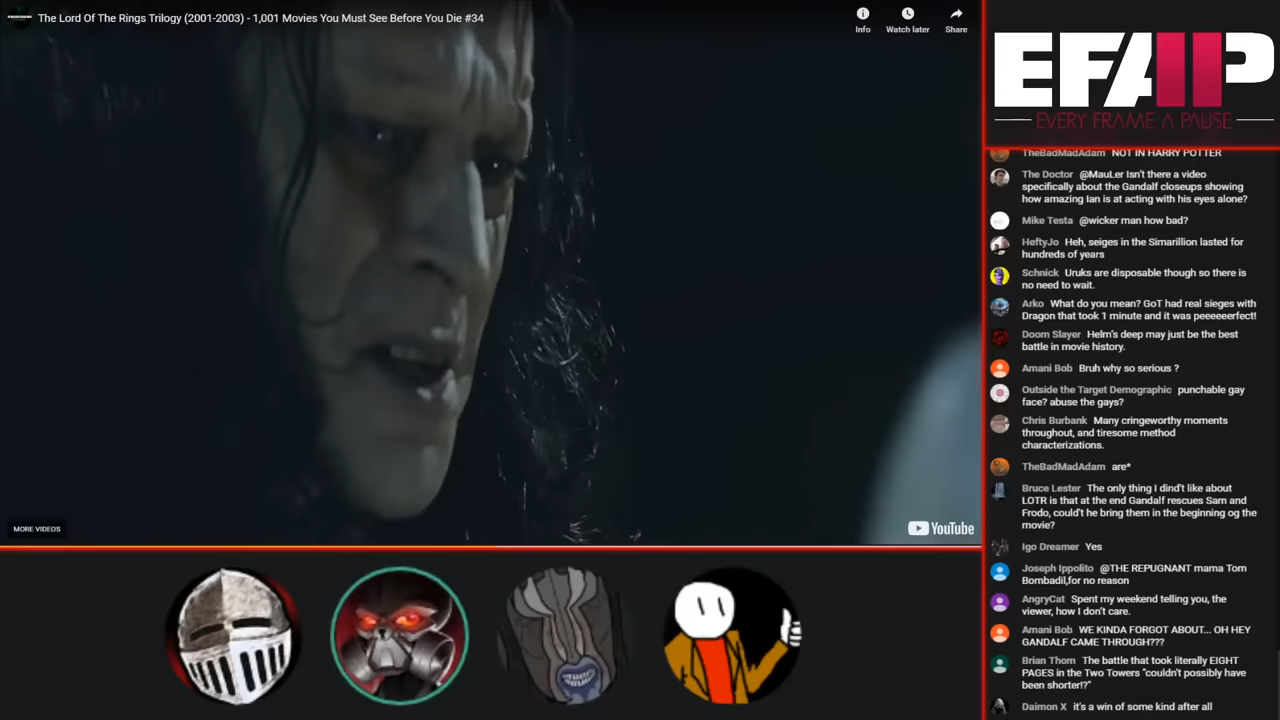 The Lord Of The Rings Trilogy (2001-2003) - 1,001 Movies You Must See Before You Die #34
Info
Watch later
Share
MORE VIDEOS
YouTube
EFAP
EVERY FRAME A PAUSE
TheBadMadAdam NOT IN HARRY POTTER
The Doctor @MauLer Isn't there a video
specifically about the Gandalf closeups showing
how amazing Ian is at acting with his eyes alone?
Mike Testa @wicker man how bad?
HeftyJo Heh, seiges in the Simarillion lasted for
hundreds of years
Schnick Uruks are disposable though so there is
no need to wait.
Arko What do you mean? GoT had real sieges with
Dragon that took 1 minute and it was peeeeeerfect!
Doom Slayer Helm's deep may just be the best
battle in movie history.
Amani Bob Bruh why so serious ?
Outside the Target Demographic punchable gay
face? abuse the gays?
Chris Burbank Many cringeworthy moments
throughout, and tiresome method
characterizations.
TheBadMadAdam are*
Bruce Lester The only thing I dind't like about
LOTR is that at the end Gandalf rescues Sam and
Frodo, could't he bring them in the beginning og the
movie?
Igo Dreamer Yes
Joseph Ippolito @THE REPUGNANT mama Tom
Bombadil,for no reason
AngryCat Spent my weekend telling you, the
viewer, how I don't care.
Amani Bob WE KINDA FORGOT ABOUT... OH HEY
GANDALF CAME THROUGH???
Brian Thom The battle that took literally EIGHT
PAGES in the Two Towers "couldn't possibly have
been shorter!?"
Daimon X it's a win of some kind after all